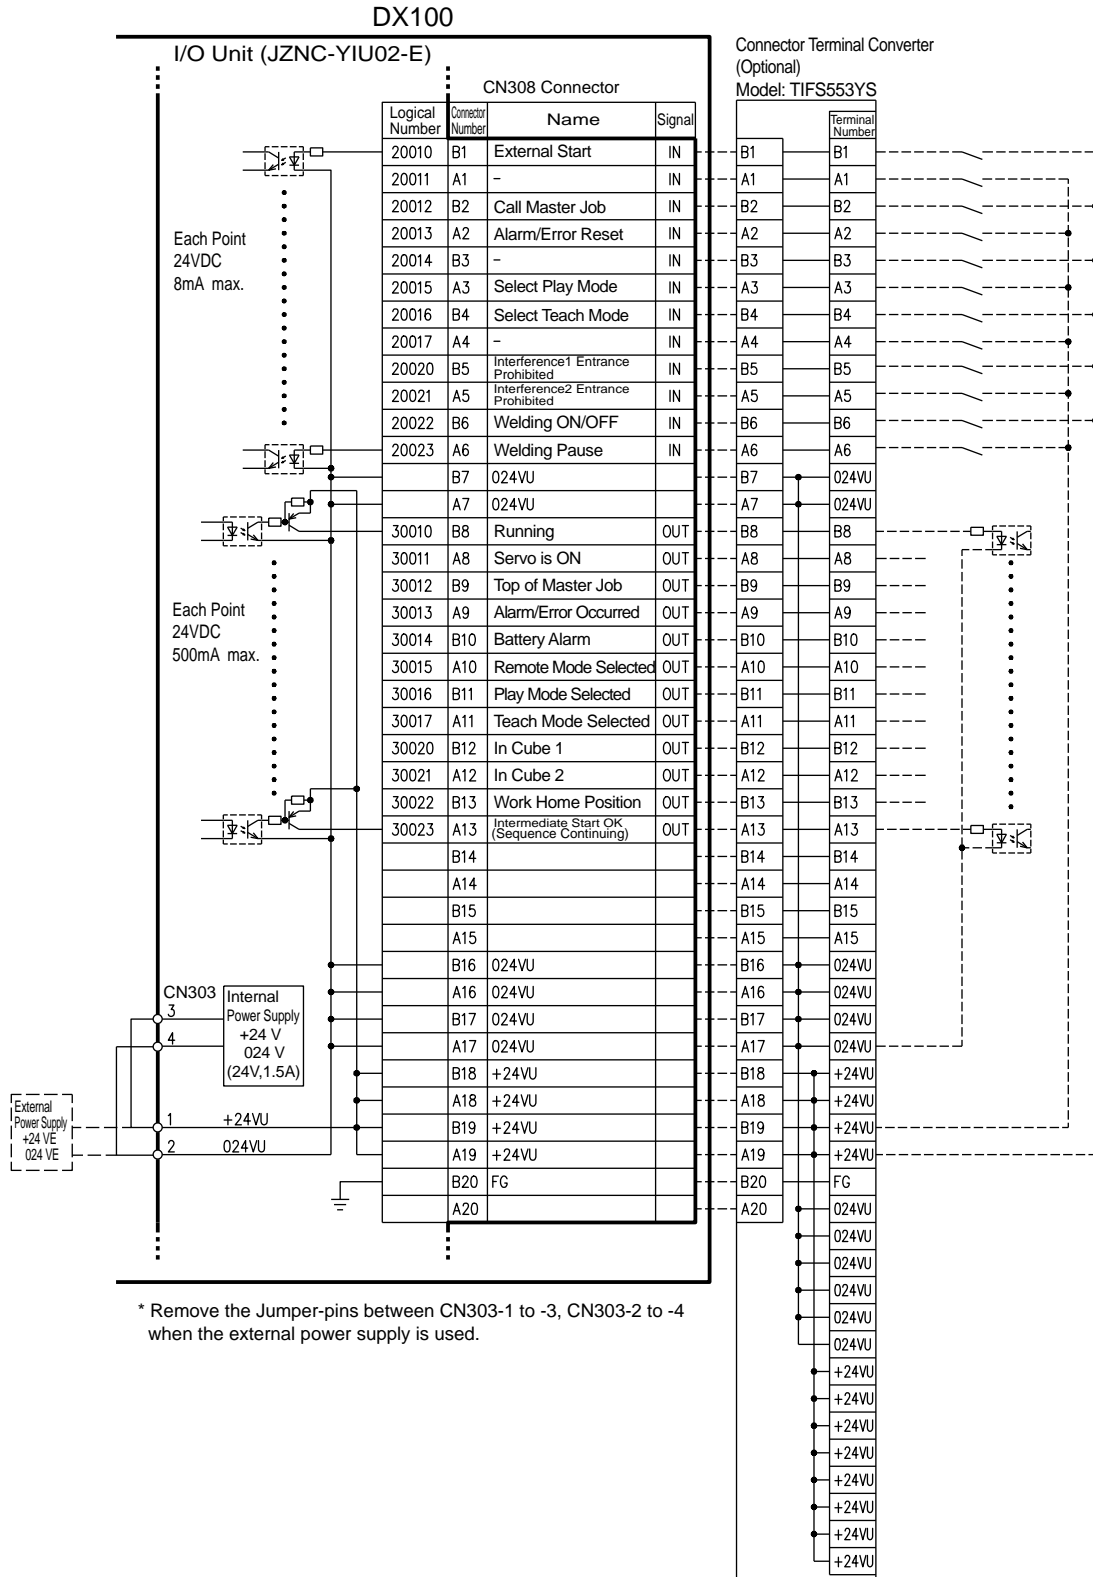 DX100
I/O Unit (JZNC-YIU02-E)
Connector Terminal Converter
(Optional)
Model: TIFS553YS
CN308 Connector
Logical Number Connector Number Name Signal Terminal Number
20010 B1 External Start IN B1 B1
20011 A1 – IN A1 A1
20012 B2 Call Master Job IN B2 B2
20013 A2 Alarm/Error Reset IN A2 A2
20014 B3 – IN B3 B3
20015 A3 Select Play Mode IN A3 A3
20016 B4 Select Teach Mode IN B4 B4
20017 A4 – IN A4 A4
20020 B5 Interference1 Entrance Prohibited IN B5 B5
20021 A5 Interference2 Entrance Prohibited IN A5 A5
20022 B6 Welding ON/OFF IN B6 B6
20023 A6 Welding Pause IN A6 A6
B7 024VU B7 024VU
A7 024VU A7 024VU
30010 B8 Running OUT B8 B8
30011 A8 Servo is ON OUT A8 A8
30012 B9 Top of Master Job OUT B9 B9
30013 A9 Alarm/Error Occurred OUT A9 A9
30014 B10 Battery Alarm OUT B10 B10
30015 A10 Remote Mode Selected OUT A10 A10
30016 B11 Play Mode Selected OUT B11 B11
30017 A11 Teach Mode Selected OUT A11 A11
30020 B12 In Cube 1 OUT B12 B12
30021 A12 In Cube 2 OUT A12 A12
30022 B13 Work Home Position OUT B13 B13
30023 A13 Intermediate Start OK (Sequence Continuing) OUT A13 A13
B14 B14 B14
A14 A14 A14
B15 B15 B15
A15 A15 A15
B16 024VU B16 024VU
A16 024VU A16 024VU
B17 024VU B17 024VU
A17 024VU A17 024VU
B18 +24VU B18 +24VU
A18 +24VU A18 +24VU
B19 +24VU B19 +24VU
A19 +24VU A19 +24VU
B20 FG B20 FG
A20 A20 024VU
024VU
024VU
024VU
024VU
024VU
+24VU
+24VU
+24VU
+24VU
+24VU
+24VU
+24VU
+24VU
Each Point
24VDC
8mA max.
Each Point
24VDC
500mA max.
CN303
3
4
Internal
Power Supply
+24 V
024 V
(24V,1.5A)
External
Power Supply
+24 VE
024 VE
1 +24VU
2 024VU
* Remove the Jumper-pins between CN303-1 to -3, CN303-2 to -4
when the external power supply is used.